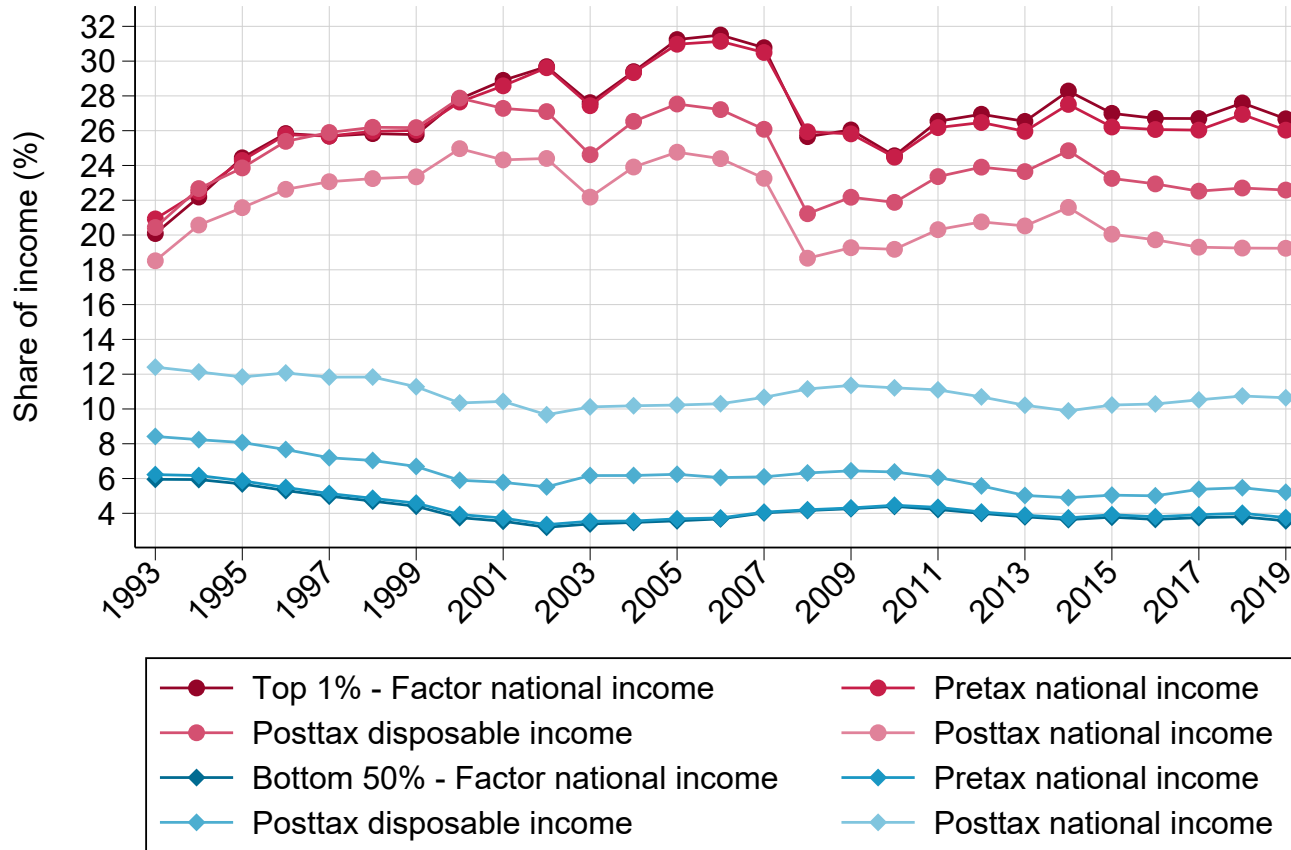 Share of income (%)
32
30
28
26
24
22
20
18
16
14
12
10
8
6
4
1993 1995 1997 1999 2001 2003 2005 2007 2009 2011 2013 2015 2017 2019
Top 1% - Factor national income Pretax national income
Posttax disposable income Posttax national income
Bottom 50% - Factor national income Pretax national income
Posttax disposable income Posttax national income